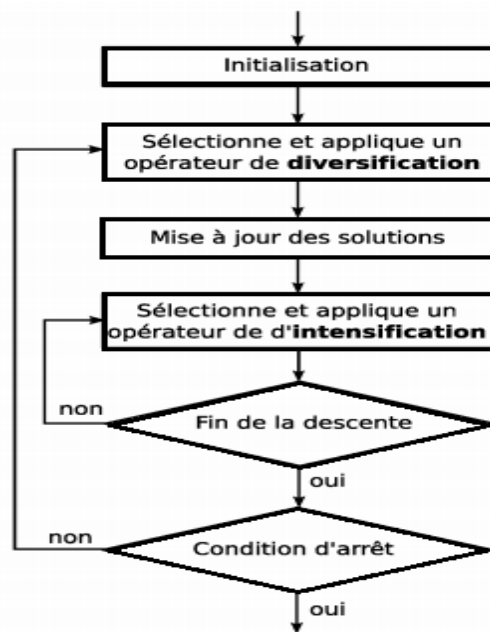 Initialisation
Sélectionne et applique un
opérateur de diversification
Mise à jour des solutions
Sélectionne et applique un
opérateur de d'intensification
non
Fin de la descente
oui
non
Condition d'arrêt
oui